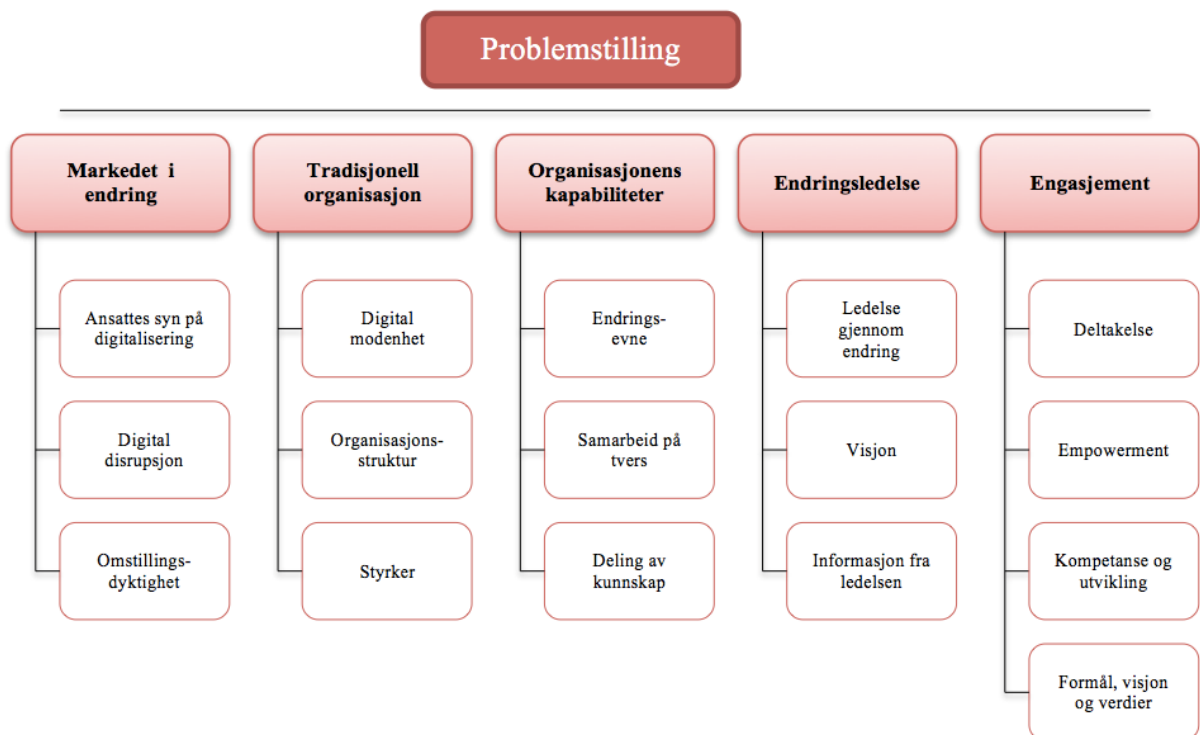 Problemstilling
Markedet i
endring
Ansattes syn på
digitalisering
Digital
disrupsjon
Omstillings-
dyktighet
Tradisjonell
organisasjon
Digital
modenhet
Organisasjons-
struktur
Styrker
Organisasjonens
kapabiliteter
Endrings-
evne
Samarbeid på
tvers
Deling av
kunnskap
Endringsledelse
Ledelse
gjennom
endring
Visjon
Informasjon fra
ledelsen
Engasjement
Deltakelse
Empowerment
Kompetanse og
utvikling
Formål, visjon
og verdier